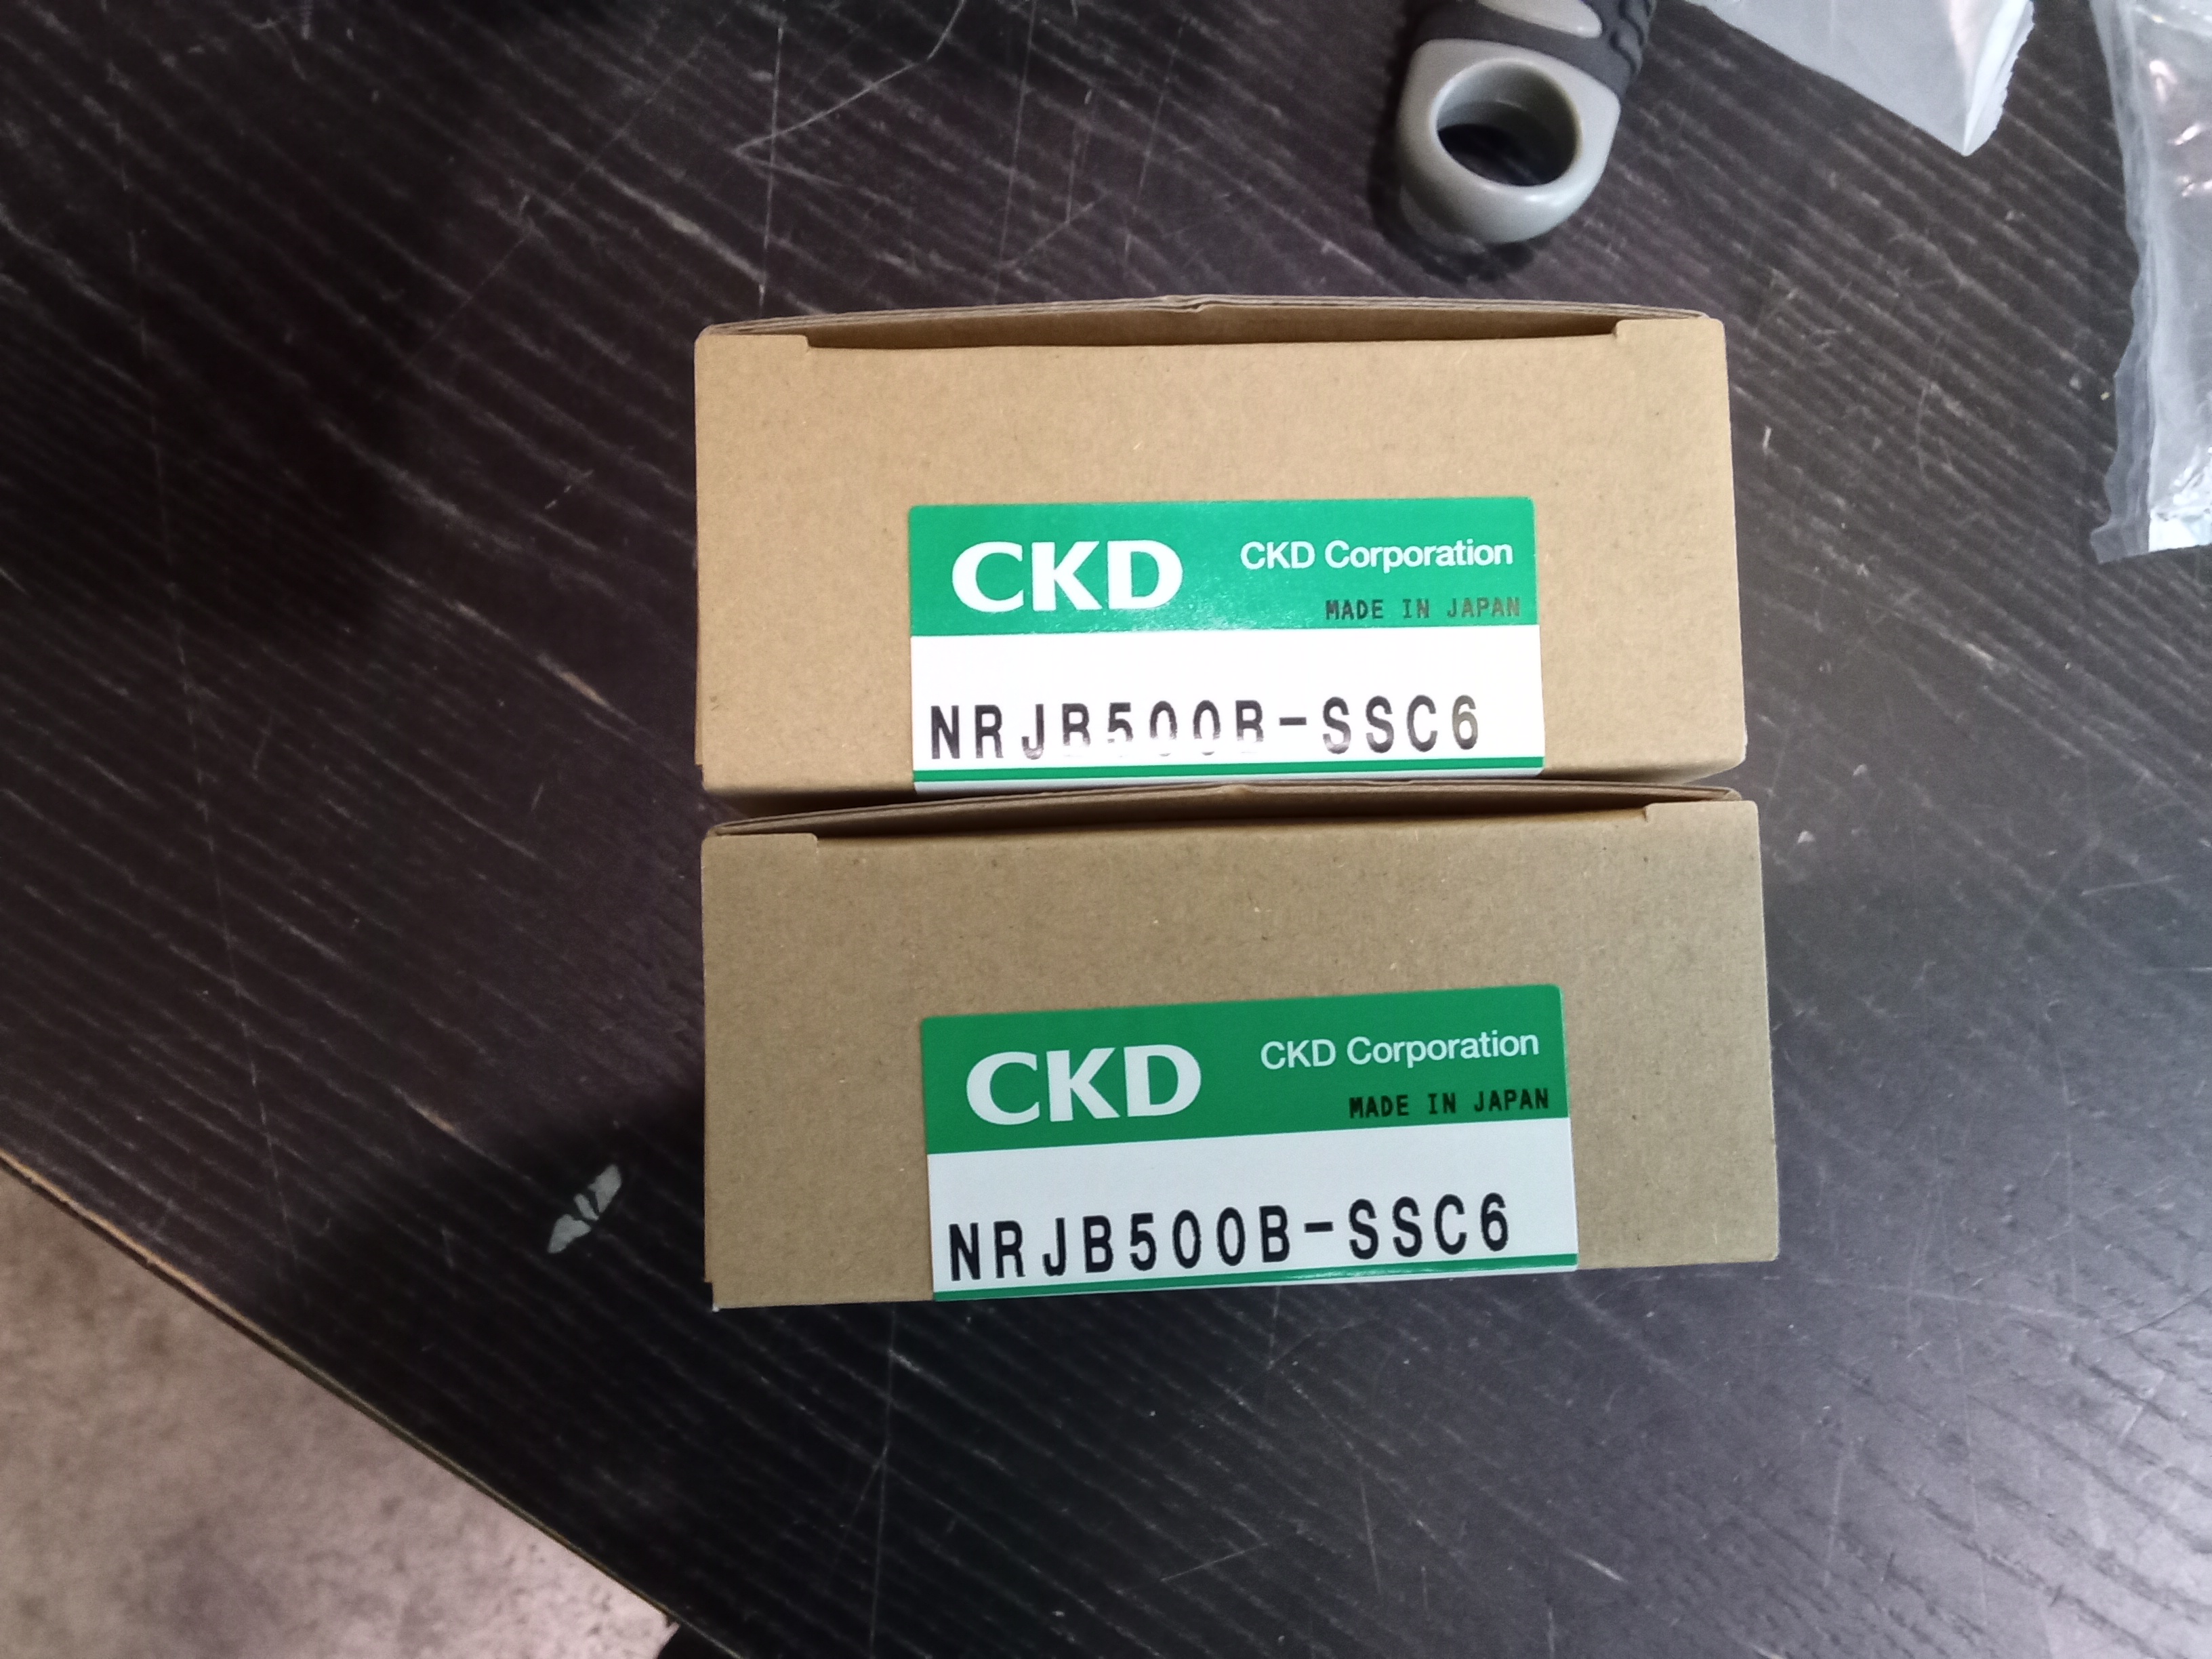 CKD CKD Corporation
MADE IN JAPAN
NRJB500B-SSC6
CKD CKD Corporation
MADE IN JAPAN
NRJB500B-SSC6